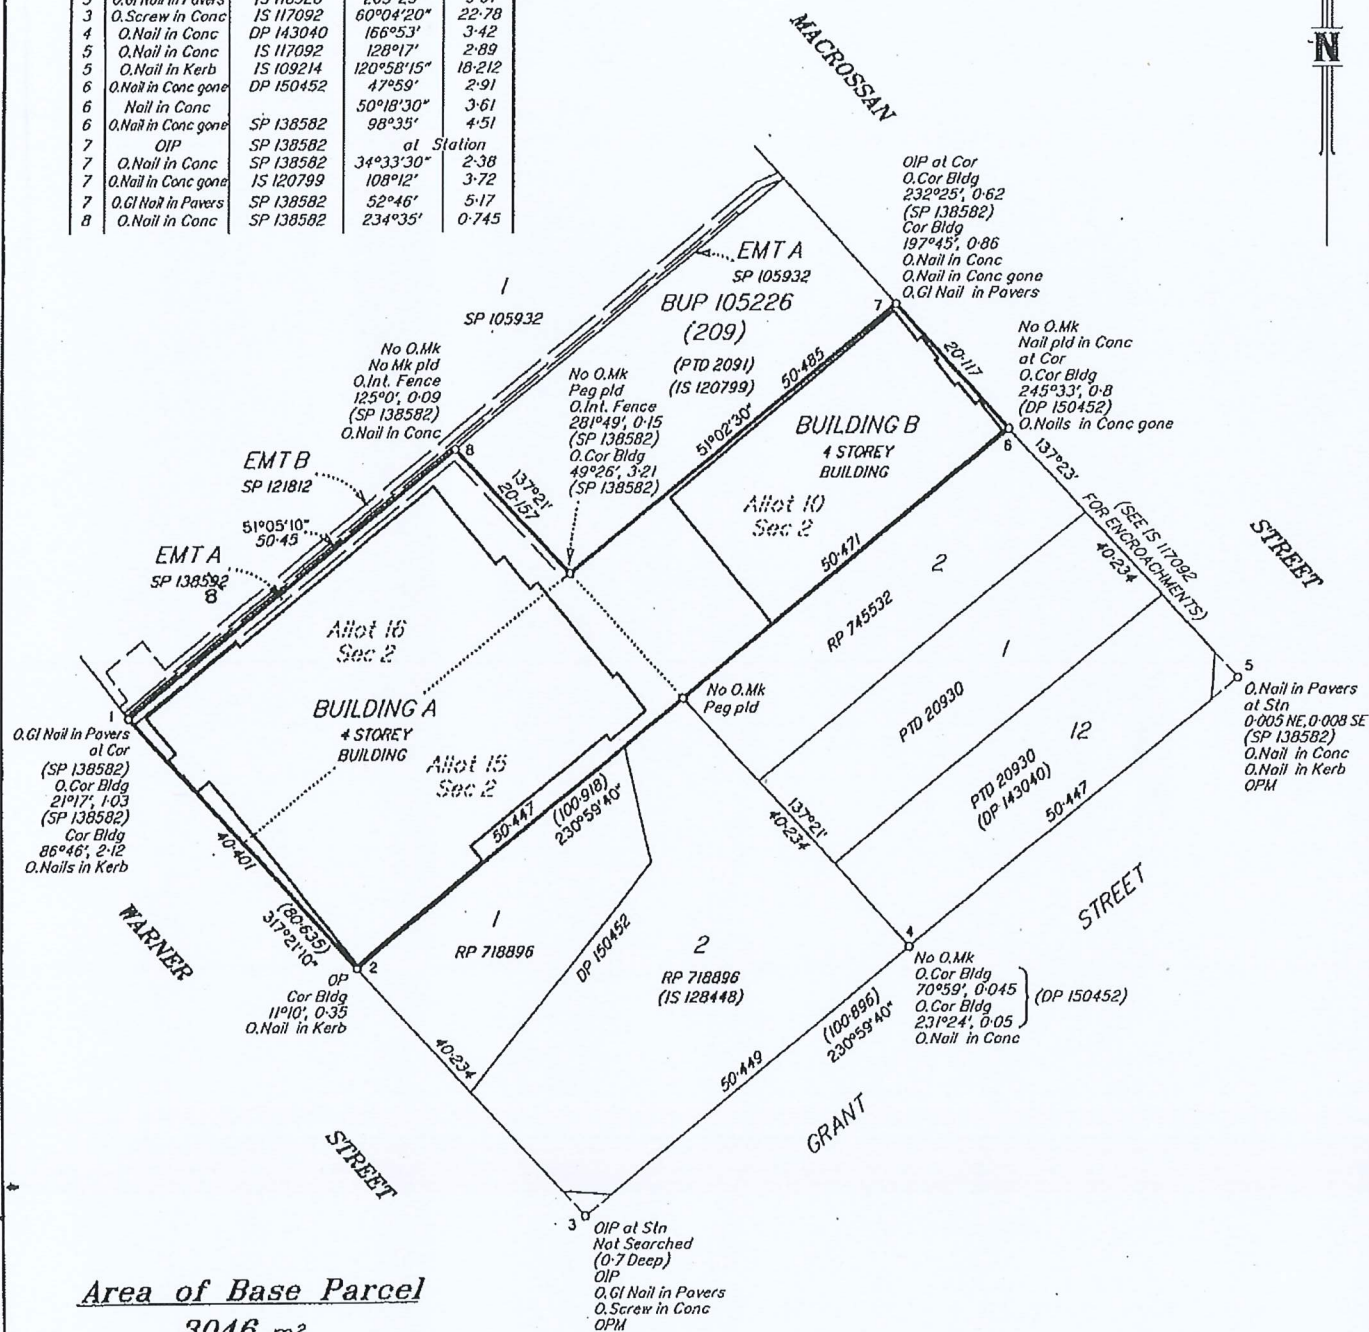 3 O.Screw in Conc IS 117092 60°04'20" 22·78
4 O.Nail in Conc DP 143040 166°53' 3·42
5 O.Nail in Conc IS 117092 128°17' 2·89
5 O.Nail in Kerb IS 109214 120°58'15" 18·212
6 O.Nail in Conc gone DP 150452 47°59' 2·91
6 Nail in Conc 50°18'30" 3·61
6 O.Nail in Conc gone SP 138582 98°35' 4·51
7 OIP SP 138582 at Station
7 O.Nail in Conc SP 138582 34°33'30" 2·38
7 O.Nail in Conc gone IS 120799 108°12' 3·72
7 O.GI Nail in Pavers SP 138582 52°46' 5·17
8 O.Nail in Conc SP 138582 234°35' 0·745
N
MACROSSAN
OIP at Cor
O.Cor Bldg
232°25', 0·62
(SP 138582)
Cor Bldg
197°45', 0·86
O.Nail in Conc
O.Nail in Conc gone
O.GI Nail in Pavers
7
EMT A
SP 105932
1
SP 105932
BUP 105226
(209)
(PTD 2091)
(IS 120799)
No O.Mk
No Mk pld
O.Int. Fence
125°0', 0·09
(SP 138582)
O.Nail in Conc
8
No O.Mk
Peg pld
O.Int. Fence
281°49', 0·15
(SP 138582)
O.Cor Bldg
49°26', 3·21
(SP 138582)
50·485
51°02'30"
20·117
No O.Mk
Nail pld in Conc
at Cor
O.Cor Bldg
245°33', 0·8
(DP 150452)
O.Nails in Conc gone
6
BUILDING B
4 STOREY
BUILDING
Allot 10
Sec 2
50·471
137°21'
20·157
EMT B
SP 121812
51°05'10"
50·45
EMT A
SP 138592
8
137°23'
(SEE IS 117092
FOR ENCROACHMENTS)
40·234
STREET
2
RP 745532
1
PTD 20930
12
PTD 20930
(DP 143040)
50·447
5
O.Nail in Pavers
at Stn
0·005 NE,0·008 SE
(SP 138582)
O.Nail in Conc
O.Nail in Kerb
OPM
Allot 16
Sec 2
BUILDING A
4 STOREY
BUILDING
Allot 15
Sec 2
No O.Mk
Peg pld
1
O.GI Nail in Pavers
at Cor
(SP 138582)
O.Cor Bldg
21°17', 1·03
(SP 138582)
Cor Bldg
86°46', 2·12
O.Nails in Kerb
40·401
50·447
(100·918)
230°59'40"
137°21'
40·234
WARNER
(80·635)
317°21'10"
2
OP
Cor Bldg
11°10', 0·35
O.Nail in Kerb
1
RP 718896
DP 150452
2
RP 718896
(IS 128448)
STREET
4
No O.Mk
O.Cor Bldg
70°59', 0·045
O.Cor Bldg
231°24', 0·05
(DP 150452)
O.Nail in Conc
40·234
(100·896)
230°59'40"
50·449
GRANT
STREET
3
OIP at Stn
Not Searched
(0·7 Deep)
OIP
O.GI Nail in Pavers
O.Screw in Conc
OPM
Area of Base Parcel
3046 m²